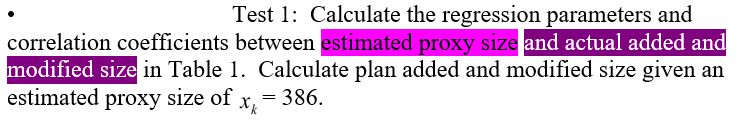 • Test 1: Calculate the regression parameters and
correlation coefficients between estimated proxy size and actual added and
modified size in Table 1. Calculate plan added and modified size given an
estimated proxy size of xₖ = 386.